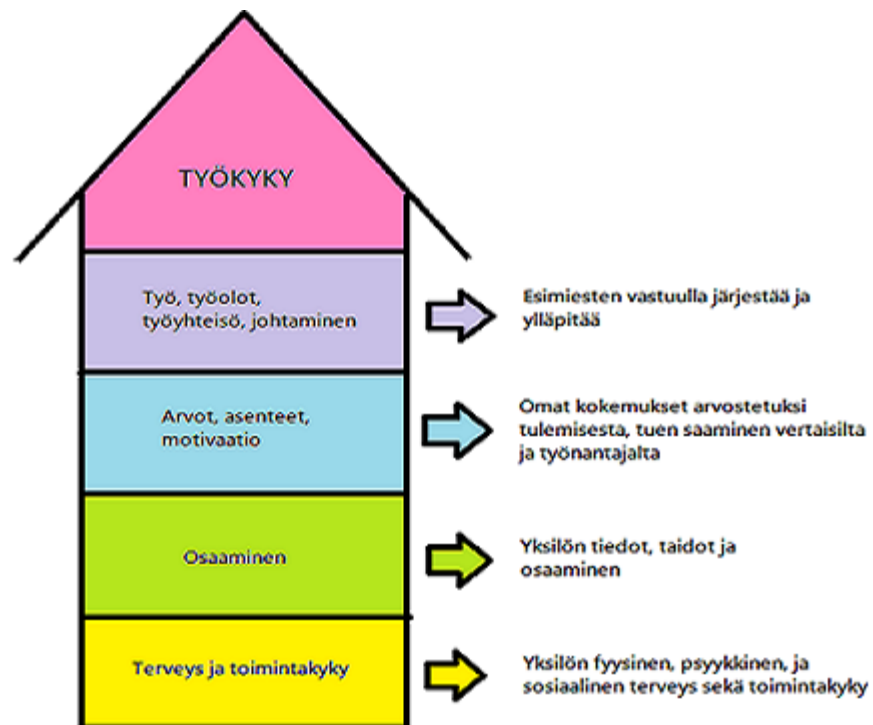 TYÖKYKY
Työ, työolot,
työyhteisö, johtaminen
Esimiesten vastuulla järjestää ja
ylläpitää
Arvot, asenteet,
motivaatio
Omat kokemukset arvostetuksi
tulemisesta, tuen saaminen vertaisilta
ja työnantajalta
Osaaminen
Yksilön tiedot, taidot ja
osaaminen
Terveys ja toimintakyky
Yksilön fyysinen, psyykkinen, ja
sosiaalinen terveys sekä toimintakyky